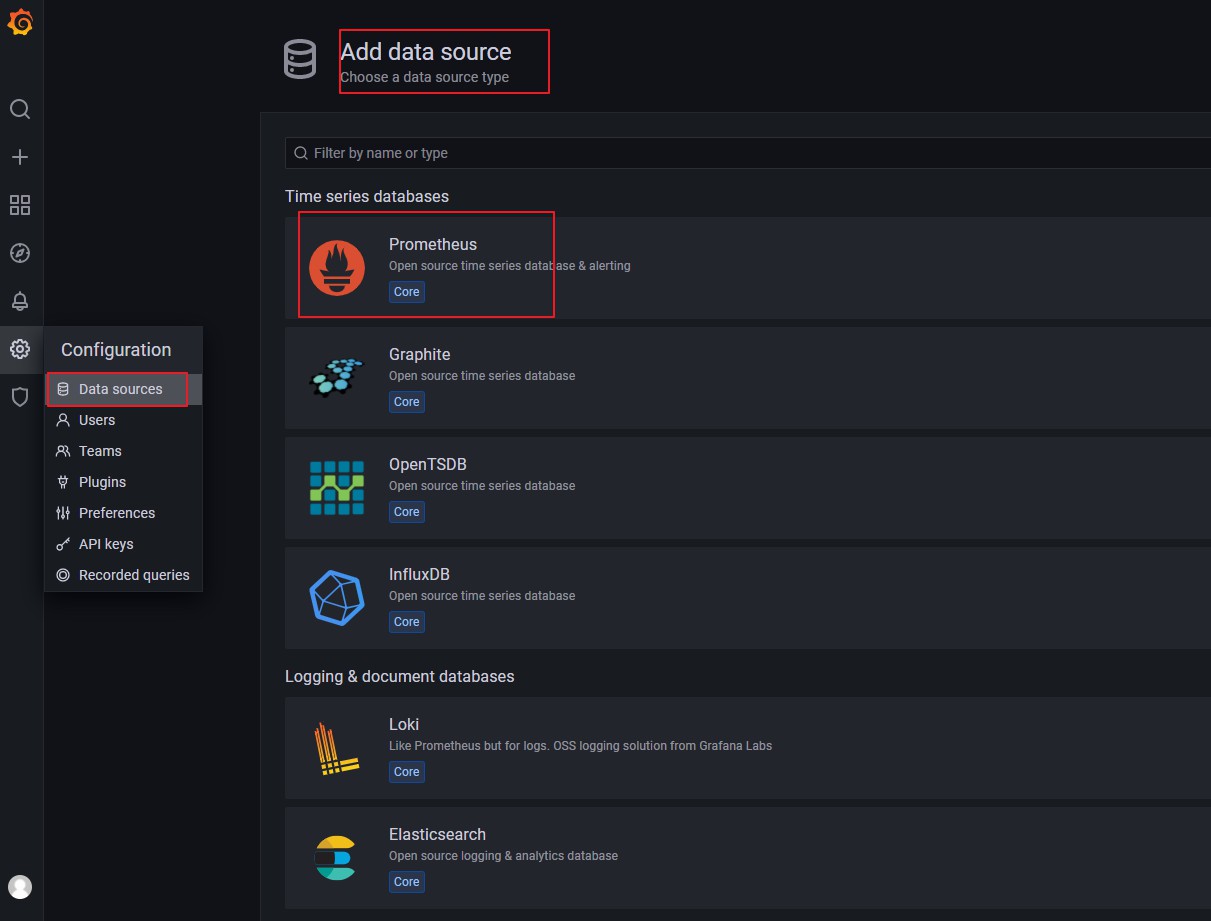 Add data source
Choose a data source type
Filter by name or type
Time series databases
Prometheus
Open source time series database & alerting
Core
Graphite
Open source time series database
Core
OpenTSDB
Open source time series database
Core
InfluxDB
Open source time series database
Core
Logging & document databases
Loki
Like Prometheus but for logs. OSS logging solution from Grafana Labs
Core
Elasticsearch
Open source logging & analytics database
Core
Configuration
Data sources
Users
Teams
Plugins
Preferences
API keys
Recorded queries